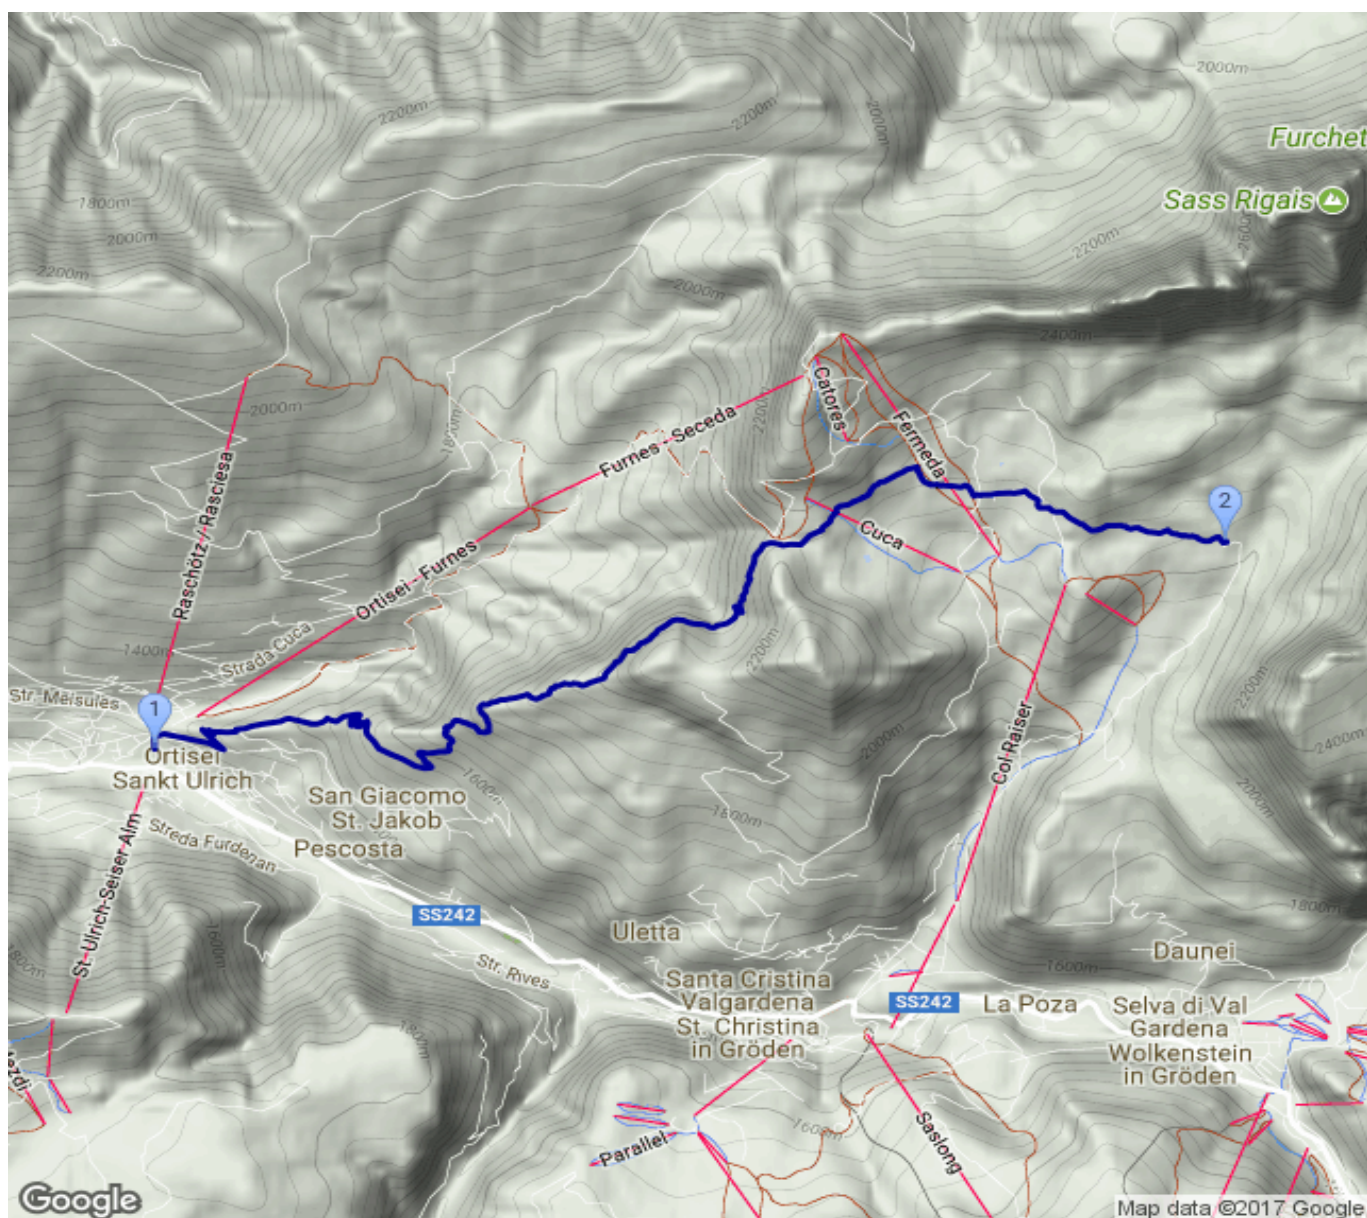 2000m
2200m
2200m
2000m
Furchet
1800m
Sass Rigais
2000m
2200m
2200m
2600m
2000m
2400m
2000m
Catores
Fermeda
2200m
Furnes - Seceda
1800m
Raschötz / Rasciesa
2
Cuca
Ortisei - Furnes
Strada Cuca
1400m
2200m
2200m
Str. Meisules
1
2000m
2400m
Ortisei
Sankt Ulrich
Col Raiser
1600m
2000m
San Giacomo
St. Jakob
1800m
Streda Furdenan
Pescosta
St. Ulrich-Seiser Alm
1800m
SS242
1600m
1800m
Uletta
Daunei
Str. Rives
1600m
Santa Cristina
Valgardena
St. Christina
in Gröden
SS242
La Poza
Selva di Val
Gardena
Wolkenstein
in Gröden
1800m
1600m
Parallel
Saslong
Google
Map data ©2017 Google